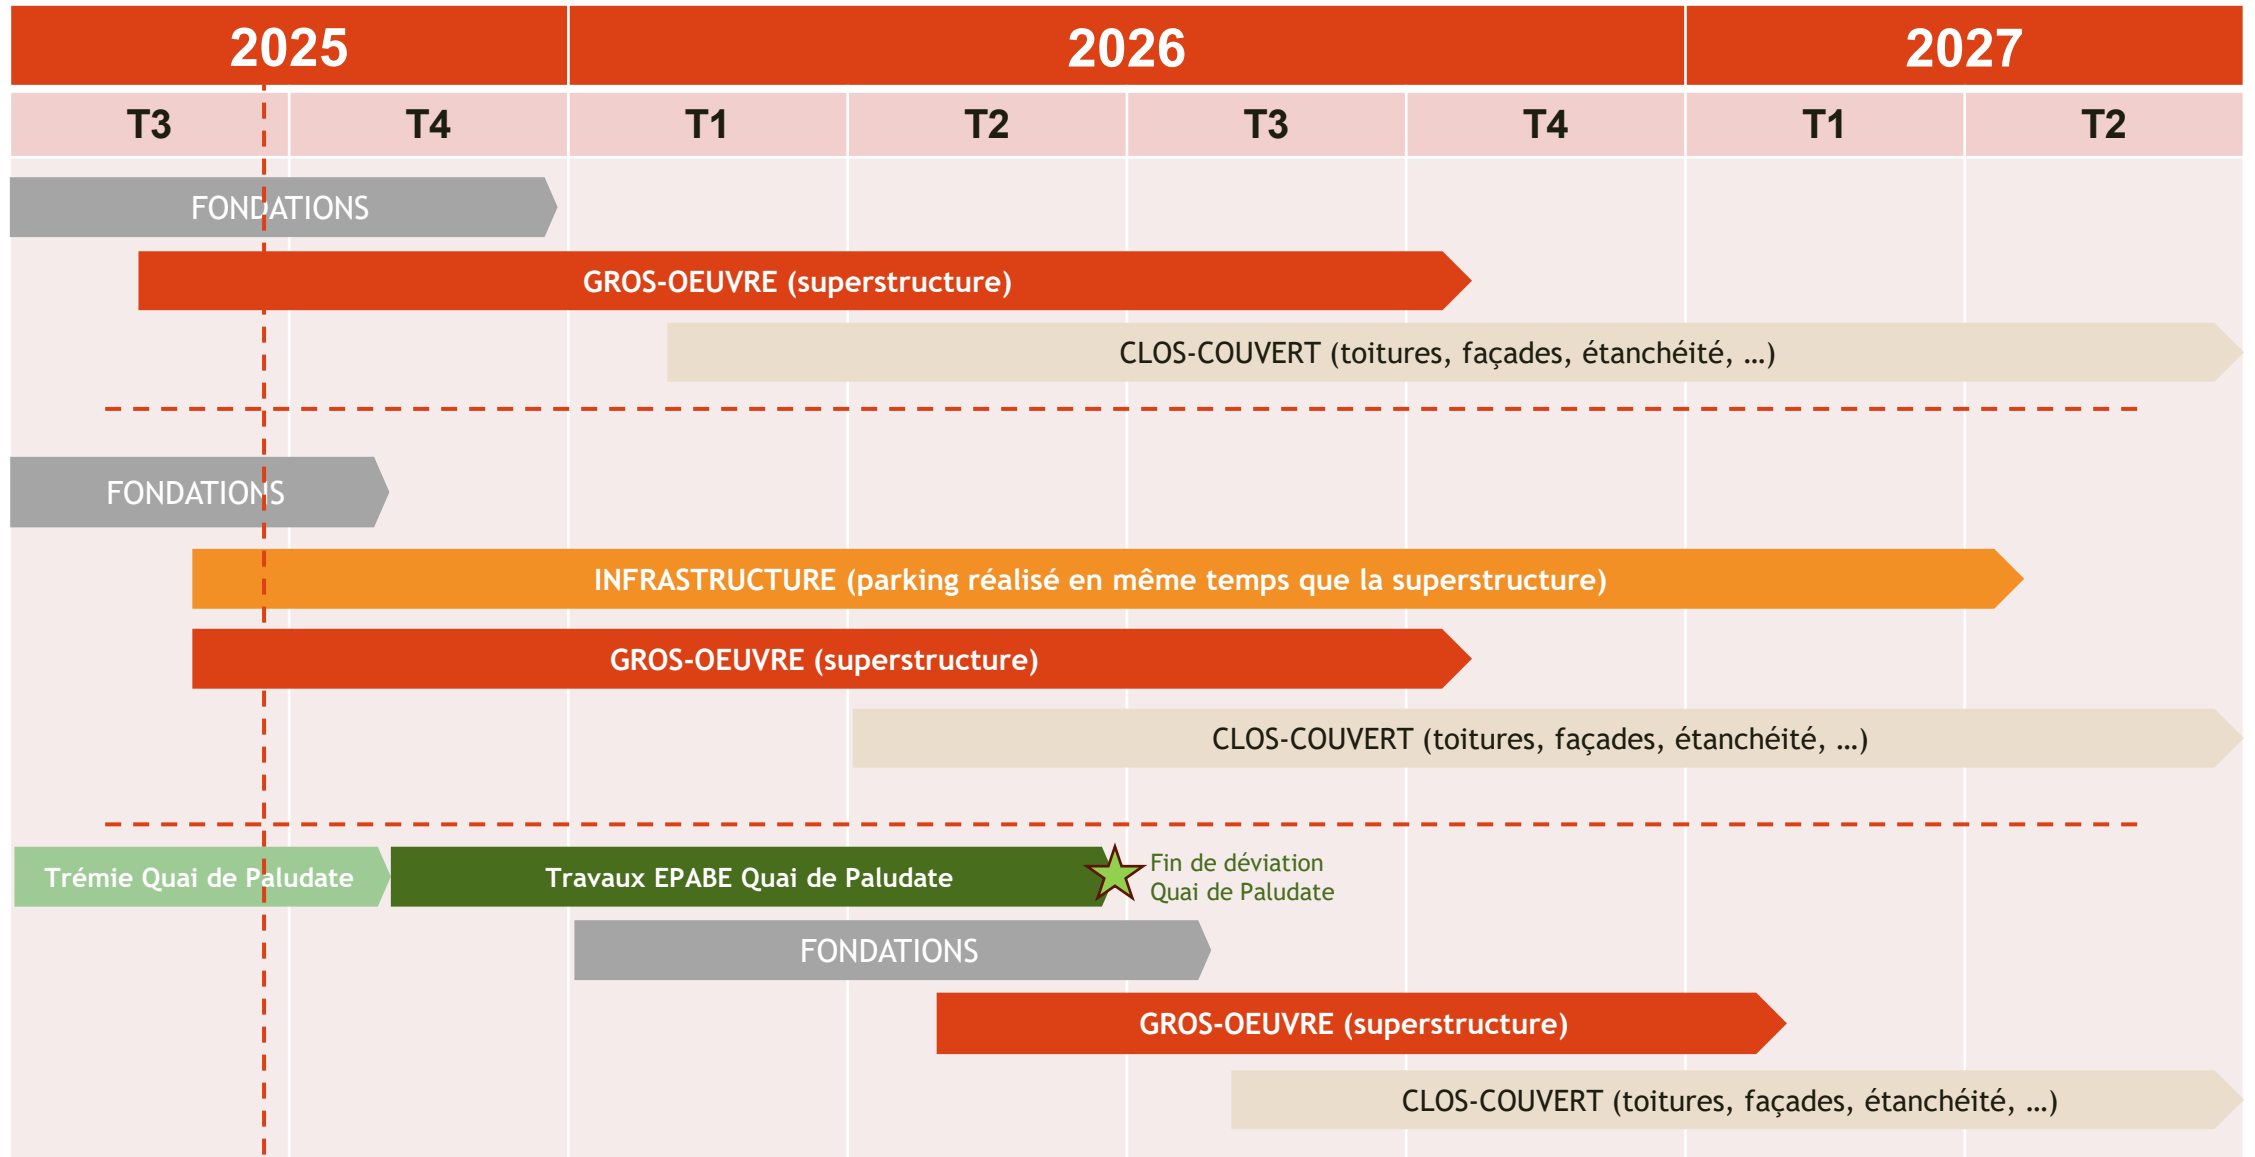 2025 2026 2027
T3 T4 T1 T2 T3 T4 T1 T2
FONDATIONS
GROS-OEUVRE (superstructure)
CLOS-COUVERT (toitures, façades, étanchéité, …)
FONDATIONS
INFRASTRUCTURE (parking réalisé en même temps que la superstructure)
GROS-OEUVRE (superstructure)
CLOS-COUVERT (toitures, façades, étanchéité, …)
Trémie Quai de Paludate
Travaux EPABE Quai de Paludate
Fin de déviation
Quai de Paludate
FONDATIONS
GROS-OEUVRE (superstructure)
CLOS-COUVERT (toitures, façades, étanchéité, …)